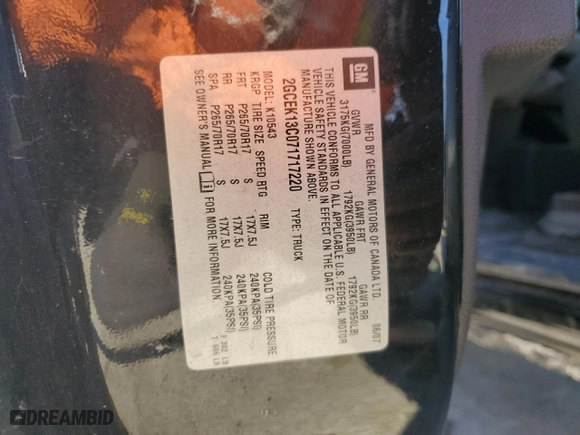 GM
MFD BY GENERAL MOTORS OF CANADA LTD. 06/07
GVWR GAWR FRT GAWR RR
3175KG(7000LB) 1792KG(3950LB) 1792KG(3950LB)
THIS VEHICLE CONFORMS TO ALL APPLICABLE U.S. FEDERAL MOTOR
VEHICLE SAFETY STANDARDS IN EFFECT ON THE DATE OF
MANUFACTURE SHOWN ABOVE.
2GCEK13C071717220 TYPE: TRUCK
MODEL: K10543
KRGP TIRE SIZE SPEED RTG RIM COLD TIRE PRESSURE
FRT P265/70R17 S 17X7.5J 240KPA(35PSI)
RR P265/70R17 S 17X7.5J 240KPA(35PSI)
SPA P265/70R17 S 17X7.5J 240KPA(35PSI)
SEE OWNER'S MANUAL FOR MORE INFORMATION.
DREAMBID